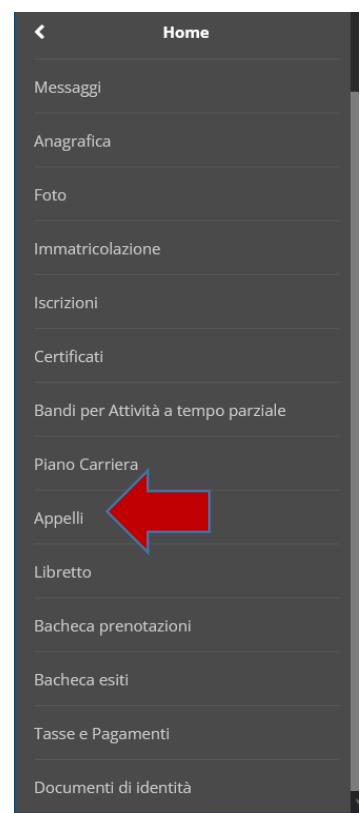 Home
Messaggi
Anagrafica
Foto
Immatricolazione
Iscrizioni
Certificati
Bandi per Attività a tempo parziale
Piano Carriera
Appelli
Libretto
Bacheca prenotazioni
Bacheca esiti
Tasse e Pagamenti
Documenti di identità